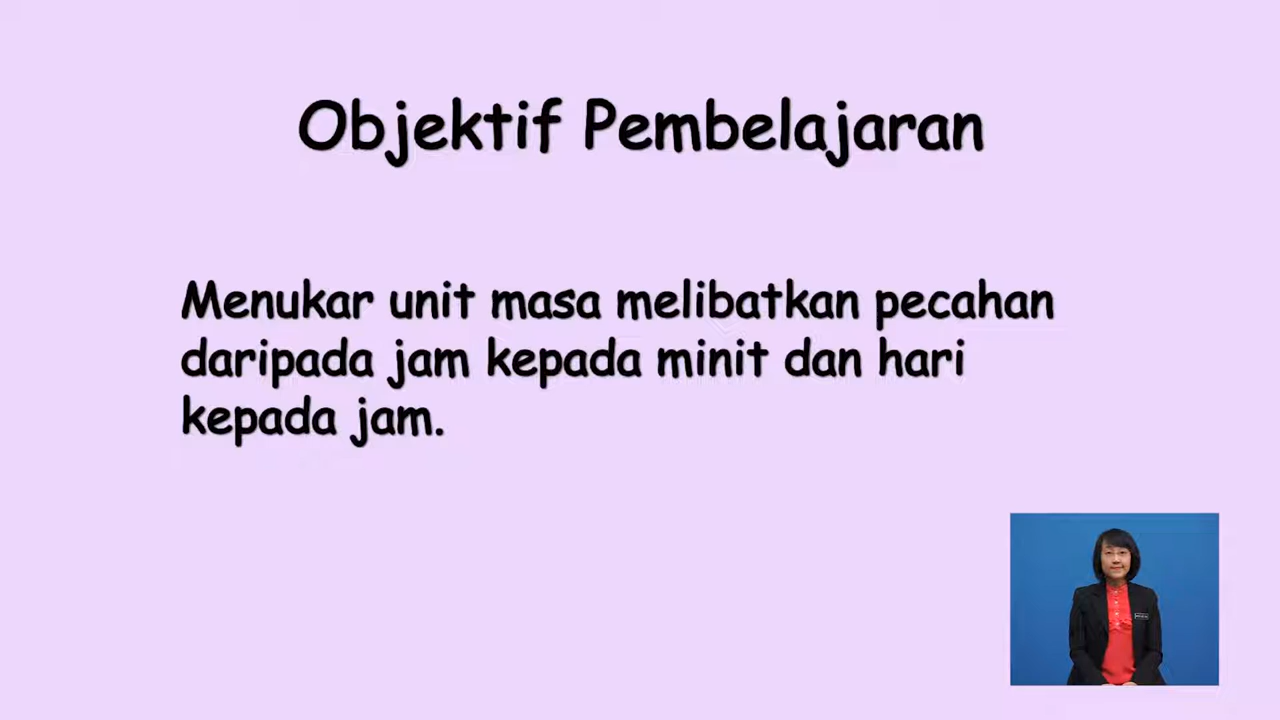 Objektif Pembelajaran
Menukar unit masa melibatkan pecahan
daripada jam kepada minit dan hari
kepada jam.